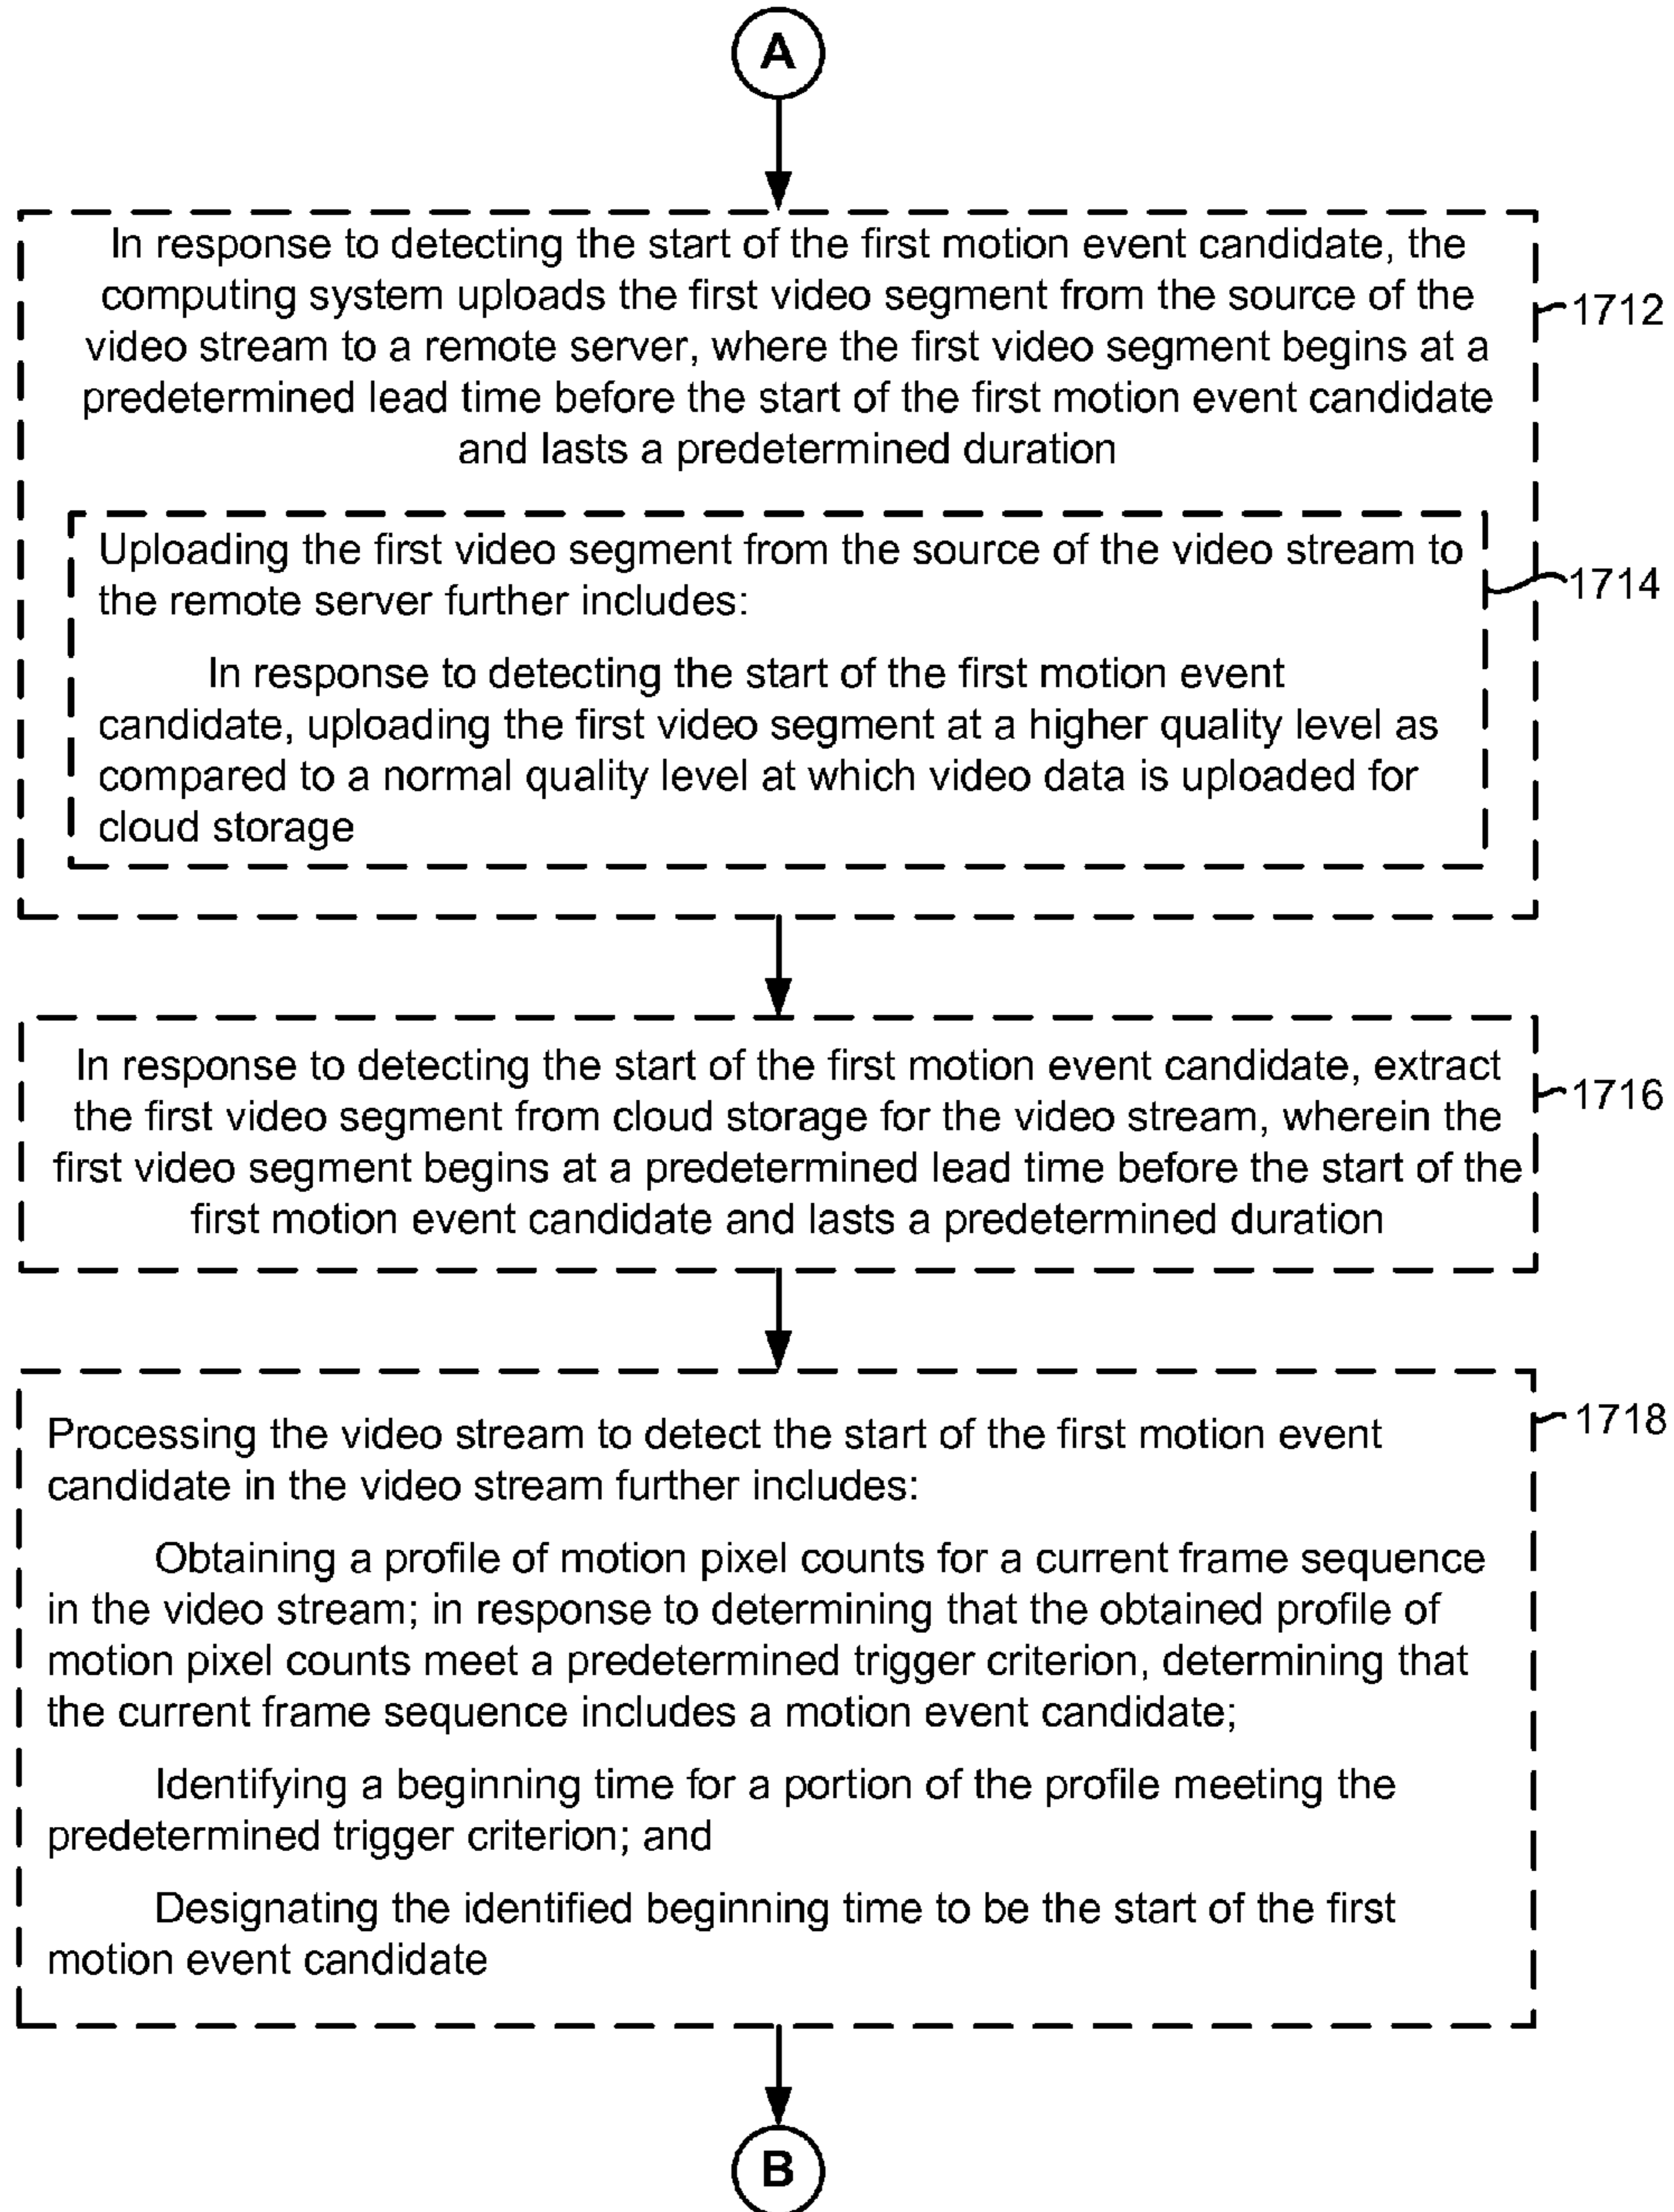 A
In response to detecting the start of the first motion event candidate, the
computing system uploads the first video segment from the source of the
video stream to a remote server, where the first video segment begins at a
predetermined lead time before the start of the first motion event candidate
and lasts a predetermined duration
1712
Uploading the first video segment from the source of the video stream to
the remote server further includes:
1714
In response to detecting the start of the first motion event
candidate, uploading the first video segment at a higher quality level as
compared to a normal quality level at which video data is uploaded for
cloud storage
In response to detecting the start of the first motion event candidate, extract
the first video segment from cloud storage for the video stream, wherein the
first video segment begins at a predetermined lead time before the start of the
first motion event candidate and lasts a predetermined duration
1716
Processing the video stream to detect the start of the first motion event
candidate in the video stream further includes:
1718
Obtaining a profile of motion pixel counts for a current frame sequence
in the video stream; in response to determining that the obtained profile of
motion pixel counts meet a predetermined trigger criterion, determining that
the current frame sequence includes a motion event candidate;
Identifying a beginning time for a portion of the profile meeting the
predetermined trigger criterion; and
Designating the identified beginning time to be the start of the first
motion event candidate
B